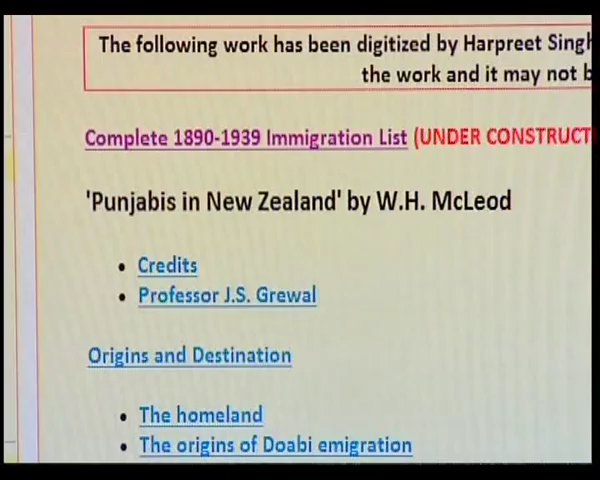 The following work has been digitized by Harpreet Singh
the work and it may not b
Complete 1890-1939 Immigration List (UNDER CONSTRUCTI
'Punjabis in New Zealand' by W.H. McLeod
• Credits
• Professor J.S. Grewal
Origins and Destination
• The homeland
• The origins of Doabi emigration